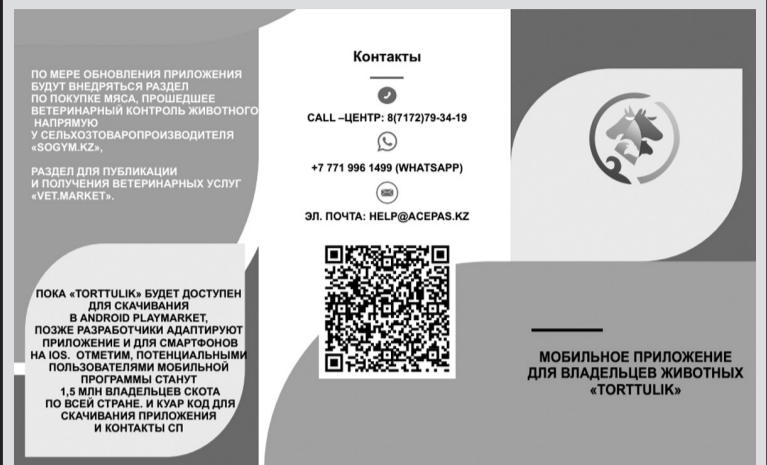 ПО МЕРЕ ОБНОВЛЕНИЯ ПРИЛОЖЕНИЯ
БУДУТ ВНЕДРЯТЬСЯ РАЗДЕЛ
ПО ПОКУПКЕ МЯСА, ПРОШЕДШЕЕ
ВЕТЕРИНАРНЫЙ КОНТРОЛЬ ЖИВОТНОГО
НАПРЯМУЮ
У СЕЛЬХОЗТОВАРОПРОИЗВОДИТЕЛЯ
«SOGYM.KZ»,
РАЗДЕЛ ДЛЯ ПУБЛИКАЦИИ
И ПОЛУЧЕНИЯ ВЕТЕРИНАРНЫХ УСЛУГ
«VET.MARKET».
ПОКА «TORTTULIK» БУДЕТ ДОСТУПЕН
ДЛЯ СКАЧИВАНИЯ
В ANDROID PLAYMARKET,
ПОЗЖЕ РАЗРАБОТЧИКИ АДАПТИРУЮТ
ПРИЛОЖЕНИЕ И ДЛЯ СМАРТФОНОВ
НА IOS. ОТМЕТИМ, ПОТЕНЦИАЛЬНЫМИ
ПОЛЬЗОВАТЕЛЯМИ МОБИЛЬНОЙ
ПРОГРАММЫ СТАНУТ
1,5 МЛН ВЛАДЕЛЬЦЕВ СКОТА
ПО ВСЕЙ СТРАНЕ. И КУАР КОД ДЛЯ
СКАЧИВАНИЯ ПРИЛОЖЕНИЯ
И КОНТАКТЫ СП
Контакты
CALL –ЦЕНТР: 8(7172)79-34-19
+7 771 996 1499 (WHATSAPP)
ЭЛ. ПОЧТА: HELP@ACEPAS.KZ
МОБИЛЬНОЕ ПРИЛОЖЕНИЕ
ДЛЯ ВЛАДЕЛЬЦЕВ ЖИВОТНЫХ
«TORTTULIK»